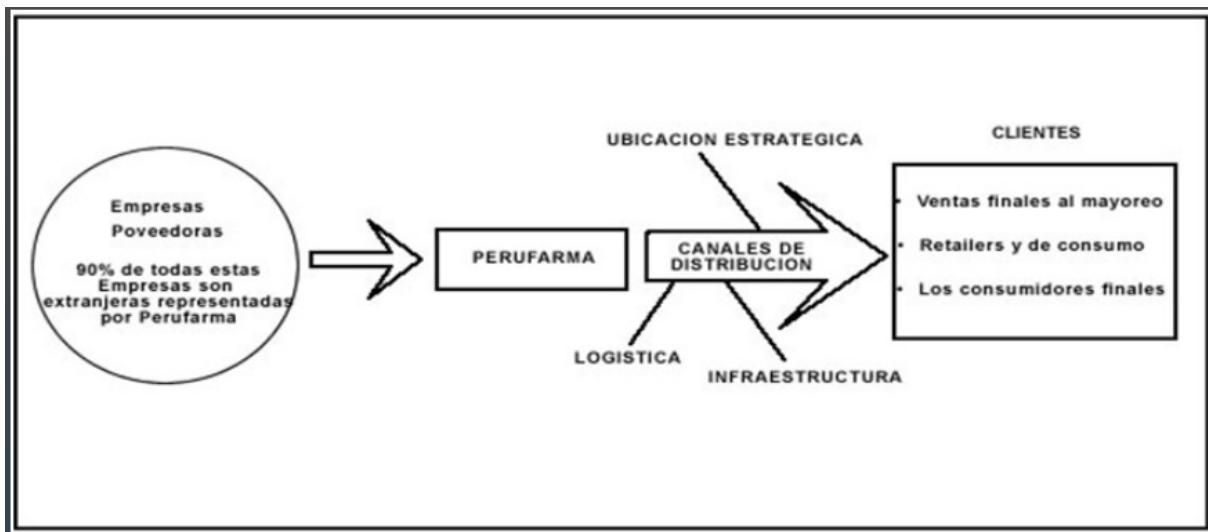 Empresas
Poveedoras
90% de todas estas
Empresas son
extranjeras representadas
por Perufarma
PERUFARMA
UBICACION ESTRATEGICA
CANALES DE
DISTRIBUCION
LOGISTICA
INFRAESTRUCTURA
CLIENTES
· Ventas finales al mayoreo
· Retailers y de consumo
· Los consumidores finales